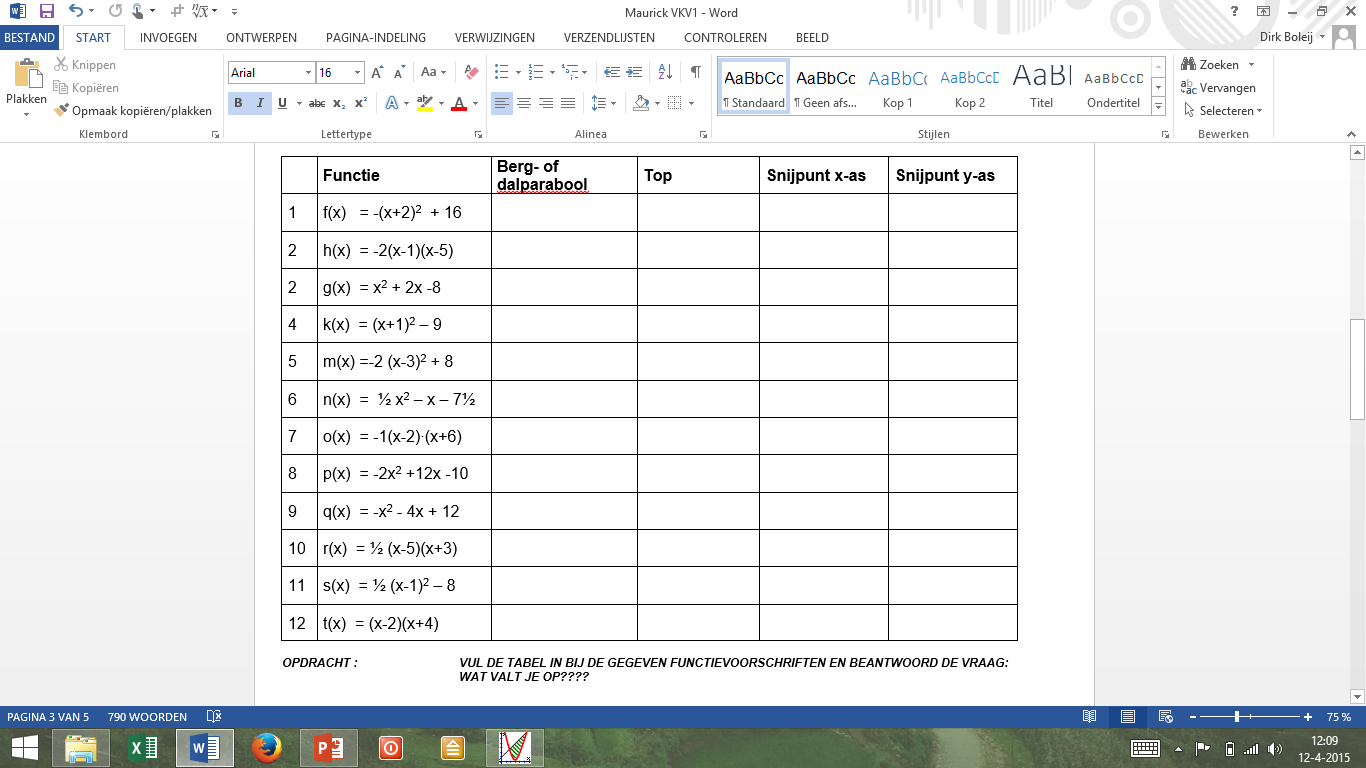 Maurick VKV1 - Word
BESTAND START INVOEGEN ONTWERPEN PAGINA-INDELING VERWIJZINGEN VERZENDLIJSTEN CONTROLEREN BEELD Dirk Boleij
Plakken
Knippen
Kopiëren
Opmaak kopiëren/plakken
Klembord
Arial 16
Aa
B I U abc x₂ x²
Lettertype
Alinea
AaBbCc AaBbCc AaBbC( AaBbCcD AaBl AaBbCcD
¶ Standaard ¶ Geen afs... Kop 1 Kop 2 Titel Ondertitel
Stijlen
Zoeken
Vervangen
Selecteren
Bewerken
Functie Berg- of dalparabool Top Snijpunt x-as Snijpunt y-as
1 f(x) = -(x+2)² + 16
2 h(x) = -2(x-1)(x-5)
2 g(x) = x² + 2x -8
4 k(x) = (x+1)² – 9
5 m(x) =-2 (x-3)² + 8
6 n(x) = ½ x² – x – 7½
7 o(x) = -1(x-2)·(x+6)
8 p(x) = -2x² +12x -10
9 q(x) = -x² - 4x + 12
10 r(x) = ½ (x-5)(x+3)
11 s(x) = ½ (x-1)² – 8
12 t(x) = (x-2)(x+4)
OPDRACHT : VUL DE TABEL IN BIJ DE GEGEVEN FUNCTIEVOORSCHRIFTEN EN BEANTWOORD DE VRAAG:
WAT VALT JE OP????
PAGINA 3 VAN 5 790 WOORDEN 75 %
12:09
12-4-2015